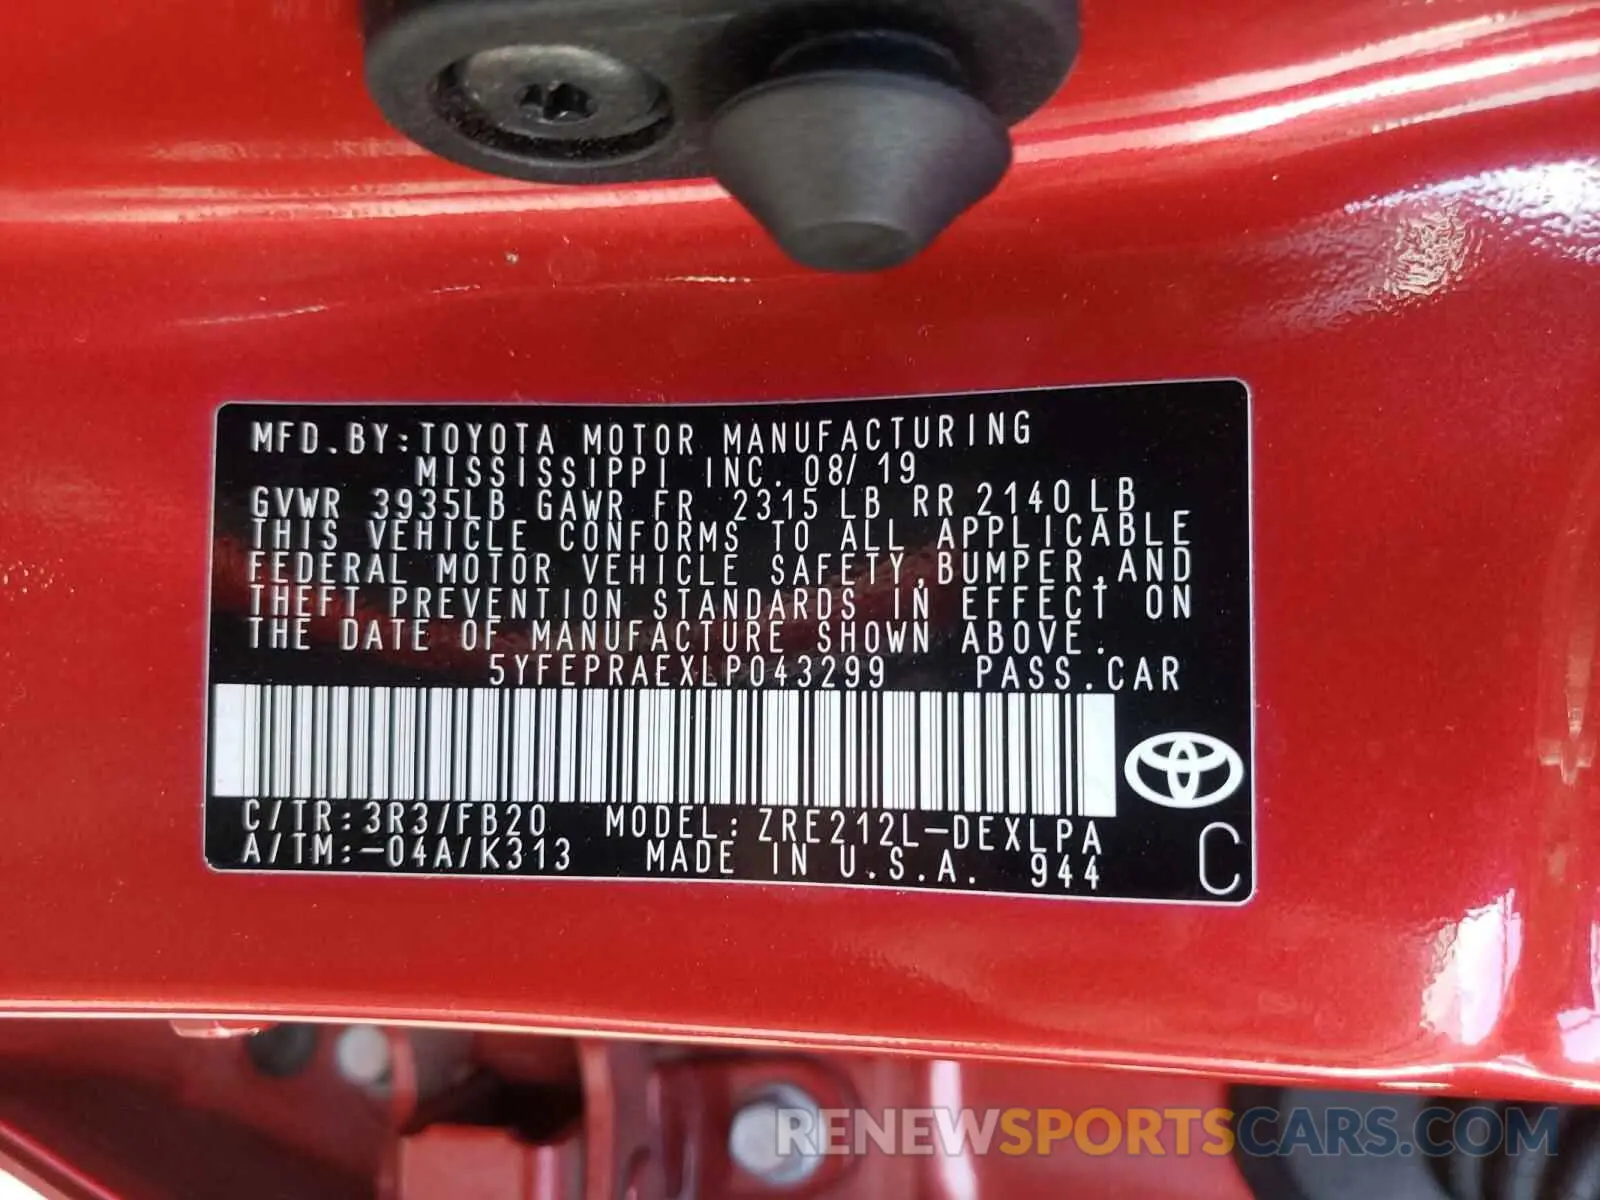 MFD.BY:TOYOTA MOTOR MANUFACTURING
MISSISSIPPI INC. 08/19
GVWR 3935LB GAWR FR 2315 LB RR 2140 LB
THIS VEHICLE CONFORMS TO ALL APPLICABLE
FEDERAL MOTOR VEHICLE SAFETY,BUMPER,AND
THEFT PREVENTION STANDARDS IN EFFECT ON
THE DATE OF MANUFACTURE SHOWN ABOVE.
5YFEPRAEXLP043299 PASS.CAR
C/TR:3R3/FB20 MODEL:ZRE212L-DEXLPA
A/TM:-04A/K313 MADE IN U.S.A. 944 C
RENEWSPORTSCARS.COM